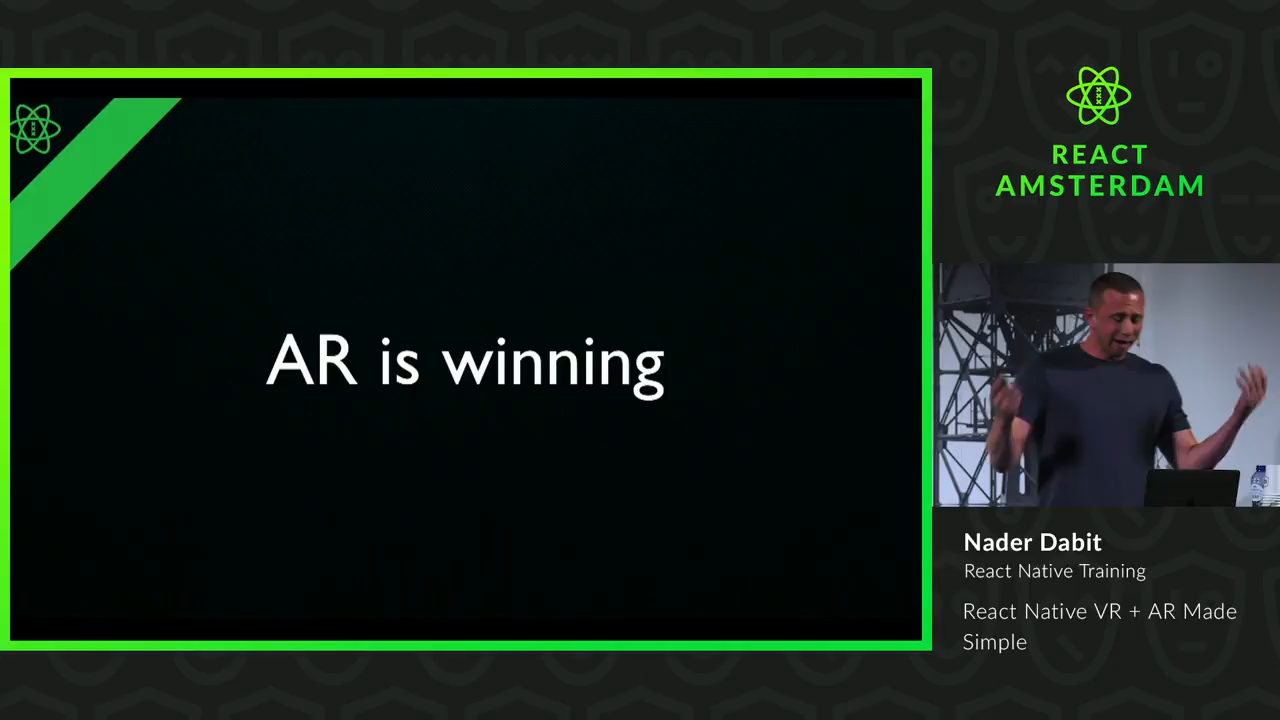 AR is winning
REACT
AMSTERDAM
Nader Dabit
React Native Training
React Native VR + AR Made
Simple